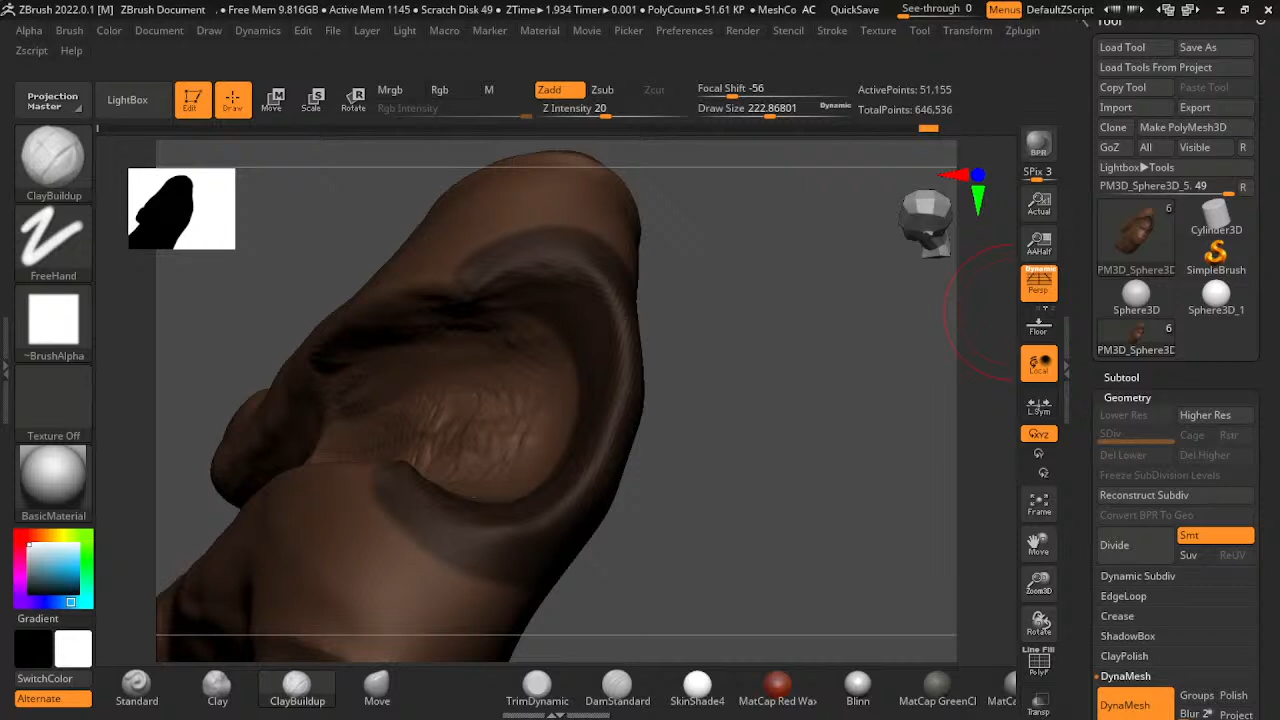 ZBrush 2022.0.1 [M] ZBrush Document • Free Mem 9.816GB • Active Mem 1145 • Scratch Disk 49 • ZTime▶1.934 Timer▶0.001 • PolyCount▶51.61 KP • MeshCo AC QuickSave See-through 0 Menus DefaultZScript
Alpha Brush Color Document Draw Dynamics Edit File Layer Light Macro Marker Material Movie Picker Preferences Render Stencil Stroke Texture Tool Transform Zplugin
Zscript Help
Tool
Load Tool Save As
Load Tools From Project
Copy Tool Paste Tool
Import Export
Clone Make PolyMesh3D
GoZ All Visible R
Lightbox▶Tools
PM3D_Sphere3D_5. 49 R
6
Cylinder3D
PM3D_Sphere3D SimpleBrush
Sphere3D Sphere3D_1
6
PM3D_Sphere3D
Subtool
Geometry
Lower Res Higher Res
SDiv Cage Rstr
Del Lower Del Higher
Freeze SubDivision Levels
Reconstruct Subdiv
Convert BPR To Geo
Divide Smt
Suv ReUV
Dynamic Subdiv
EdgeLoop
Crease
ShadowBox
ClayPolish
DynaMesh
DynaMesh Groups Polish
Blur 2 Project
Projection Master
LightBox
Edit Draw Move Scale Rotate
Mrgb Rgb M
Rgb Intensity
Zadd Zsub Zcut
Z Intensity 20
Focal Shift -56
Draw Size 222.86801 Dynamic
ActivePoints: 51,155
TotalPoints: 646,536
ClayBuildup
FreeHand
~BrushAlpha
Texture Off
BasicMaterial
Gradient
SwitchColor
Alternate
BPR
SPix 3
Actual
AAHalf
Dynamic
Persp
Floor
Local
L.Sym
XYZ
Frame
Move
Zoom3D
Rotate
Line Fill
PolyF
Transp
Standard Clay ClayBuildup Move TrimDynamic DamStandard SkinShade4 MatCap Red Wax Blinn MatCap GreenCl MatCa